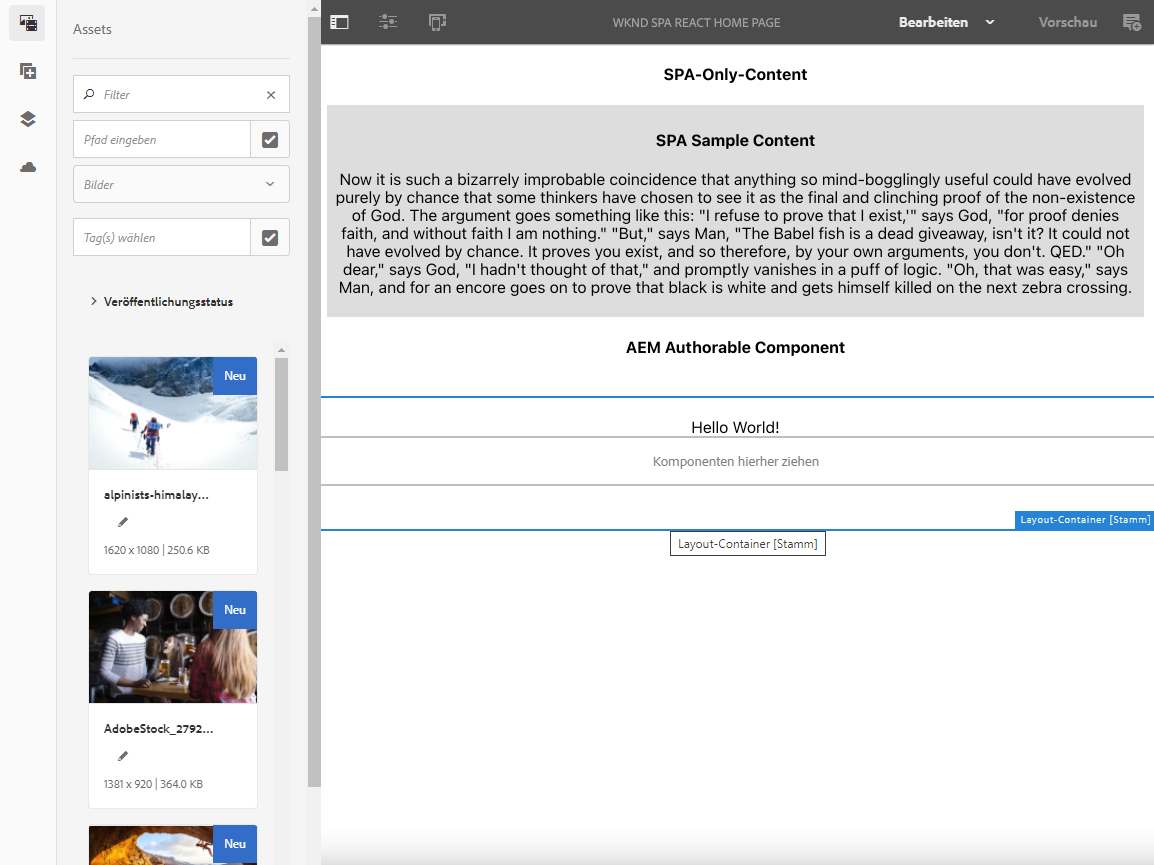 Assets
Filter
Pfad eingeben
Bilder
Tag(s) wählen
Veröffentlichungsstatus
Neu
alpinists-himalay...
1620 x 1080 | 250.6 KB
Neu
AdobeStock_2792...
1381 x 920 | 364.0 KB
Neu
WKND SPA REACT HOME PAGE
Bearbeiten
Vorschau
SPA-Only-Content
SPA Sample Content
Now it is such a bizarrely improbable coincidence that anything so mind-bogglingly useful could have evolved
purely by chance that some thinkers have chosen to see it as the final and clinching proof of the non-existence
of God. The argument goes something like this: "I refuse to prove that I exist,'" says God, "for proof denies
faith, and without faith I am nothing." "But," says Man, "The Babel fish is a dead giveaway, isn't it? It could not
have evolved by chance. It proves you exist, and so therefore, by your own arguments, you don't. QED." "Oh
dear," says God, "I hadn't thought of that," and promptly vanishes in a puff of logic. "Oh, that was easy," says
Man, and for an encore goes on to prove that black is white and gets himself killed on the next zebra crossing.
AEM Authorable Component
Hello World!
Komponenten hierher ziehen
Layout-Container [Stamm]
Layout-Container [Stamm]